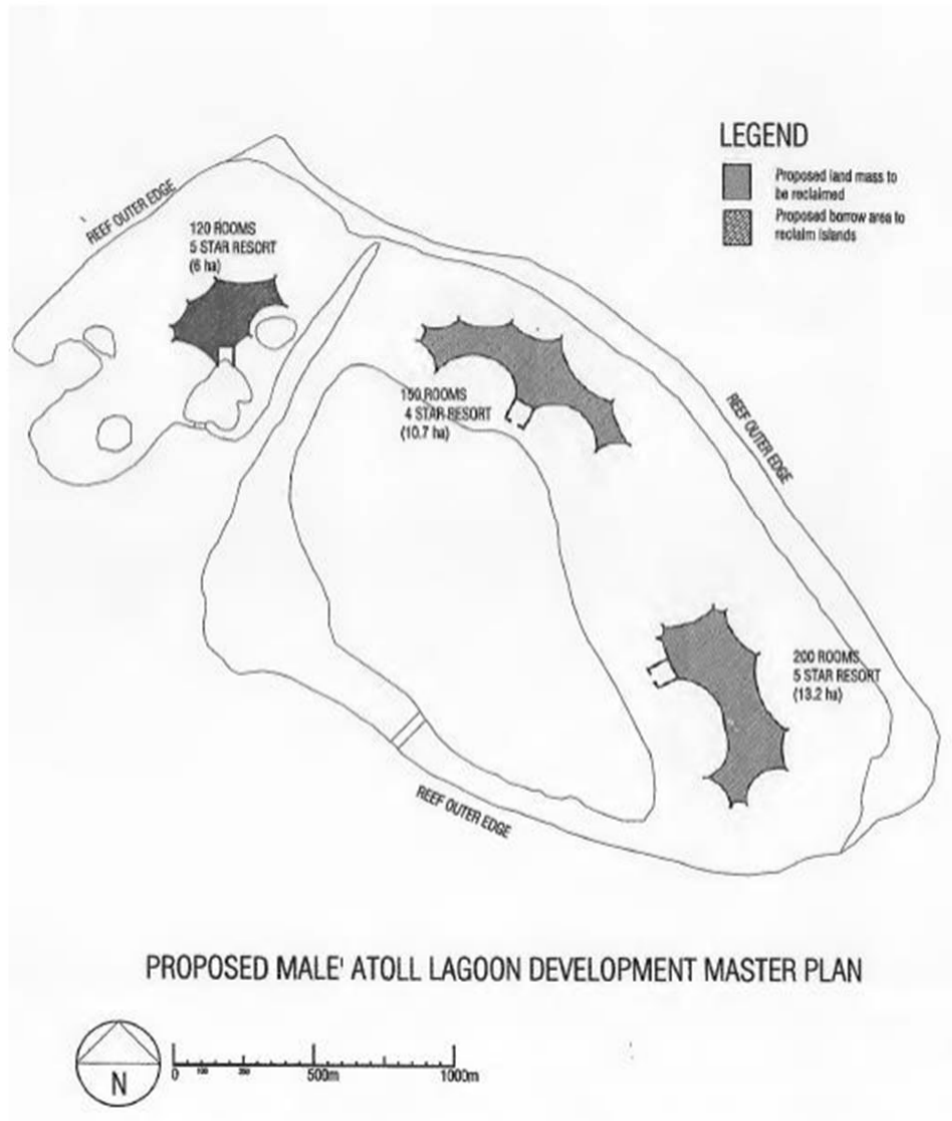 LEGEND
Proposed land mass to
be reclaimed
Proposed borrow area to
reclaim islands
REEF OUTER EDGE
120 ROOMS
5 STAR RESORT
(6 ha)
150 ROOMS
4 STAR RESORT
(10.7 ha)
REEF OUTER EDGE
200 ROOMS
5 STAR RESORT
(13.2 ha)
REEF OUTER EDGE
PROPOSED MALE' ATOLL LAGOON DEVELOPMENT MASTER PLAN
N
0 100 500m 1000m